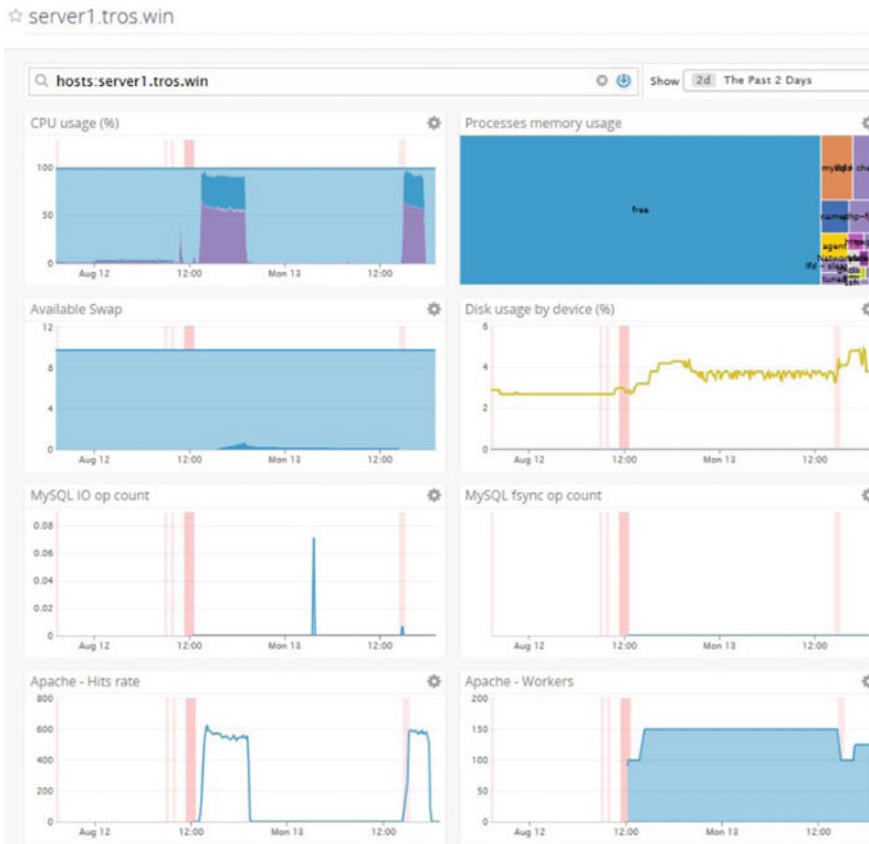 server1.tros.win
hosts:server1.tros.win
Show 2d The Past 2 Days
CPU usage (%)
100
50
0
Aug 12 12:00 Mon 13 12:00
Processes memory usage
free
agent
Available Swap
12
8
4
0
Aug 12 12:00 Mon 13 12:00
Disk usage by device (%)
6
4
2
0
Aug 12 12:00 Mon 13 12:00
MySQL IO op count
0.08
0.06
0.04
0.02
0
Aug 12 12:00 Mon 13 12:00
MySQL fsync op count
Aug 12 12:00 Mon 13 12:00
Apache - Hits rate
800
600
400
200
0
Aug 12 12:00 Mon 13 12:00
Apache - Workers
200
150
100
50
0
Aug 12 12:00 Mon 13 12:00